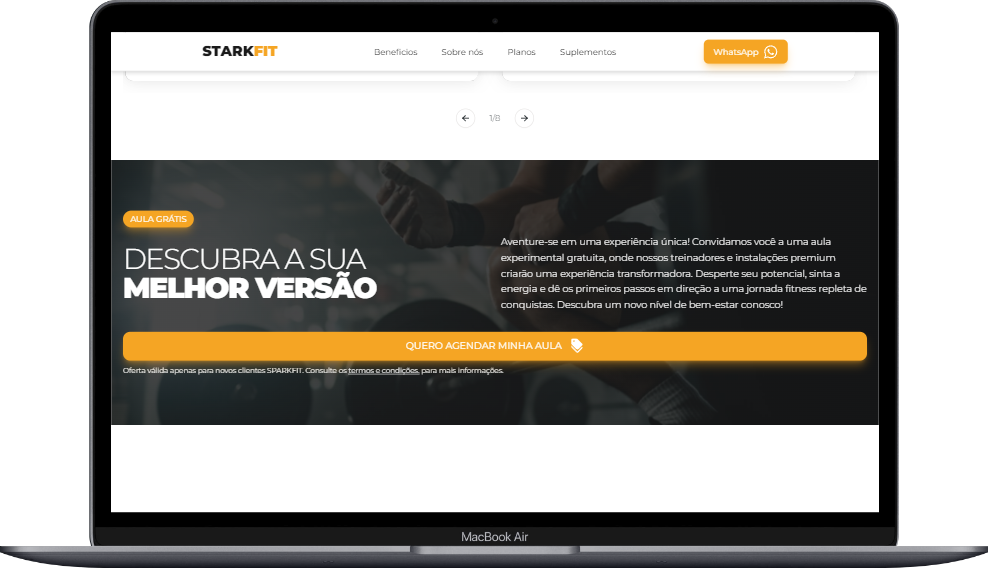 STARKFIT
Benefícios
Sobre nós
Planos
Suplementos
WhatsApp
1/8
AULA GRÁTIS
DESCUBRA A SUA
MELHOR VERSÃO
Aventure-se em uma experiência única! Convidamos você a uma aula
experimental gratuita, onde nossos treinadores e instalações premium
criarão uma experiência transformadora. Desperte seu potencial, sinta a
energia e dê os primeiros passos em direção a uma jornada fitness repleta de
conquistas. Descubra um novo nível de bem-estar conosco!
QUERO AGENDAR MINHA AULA
Oferta válida apenas para novos clientes SPARKFIT. Consulte os termos e condições, para mais informações.
MacBook Air